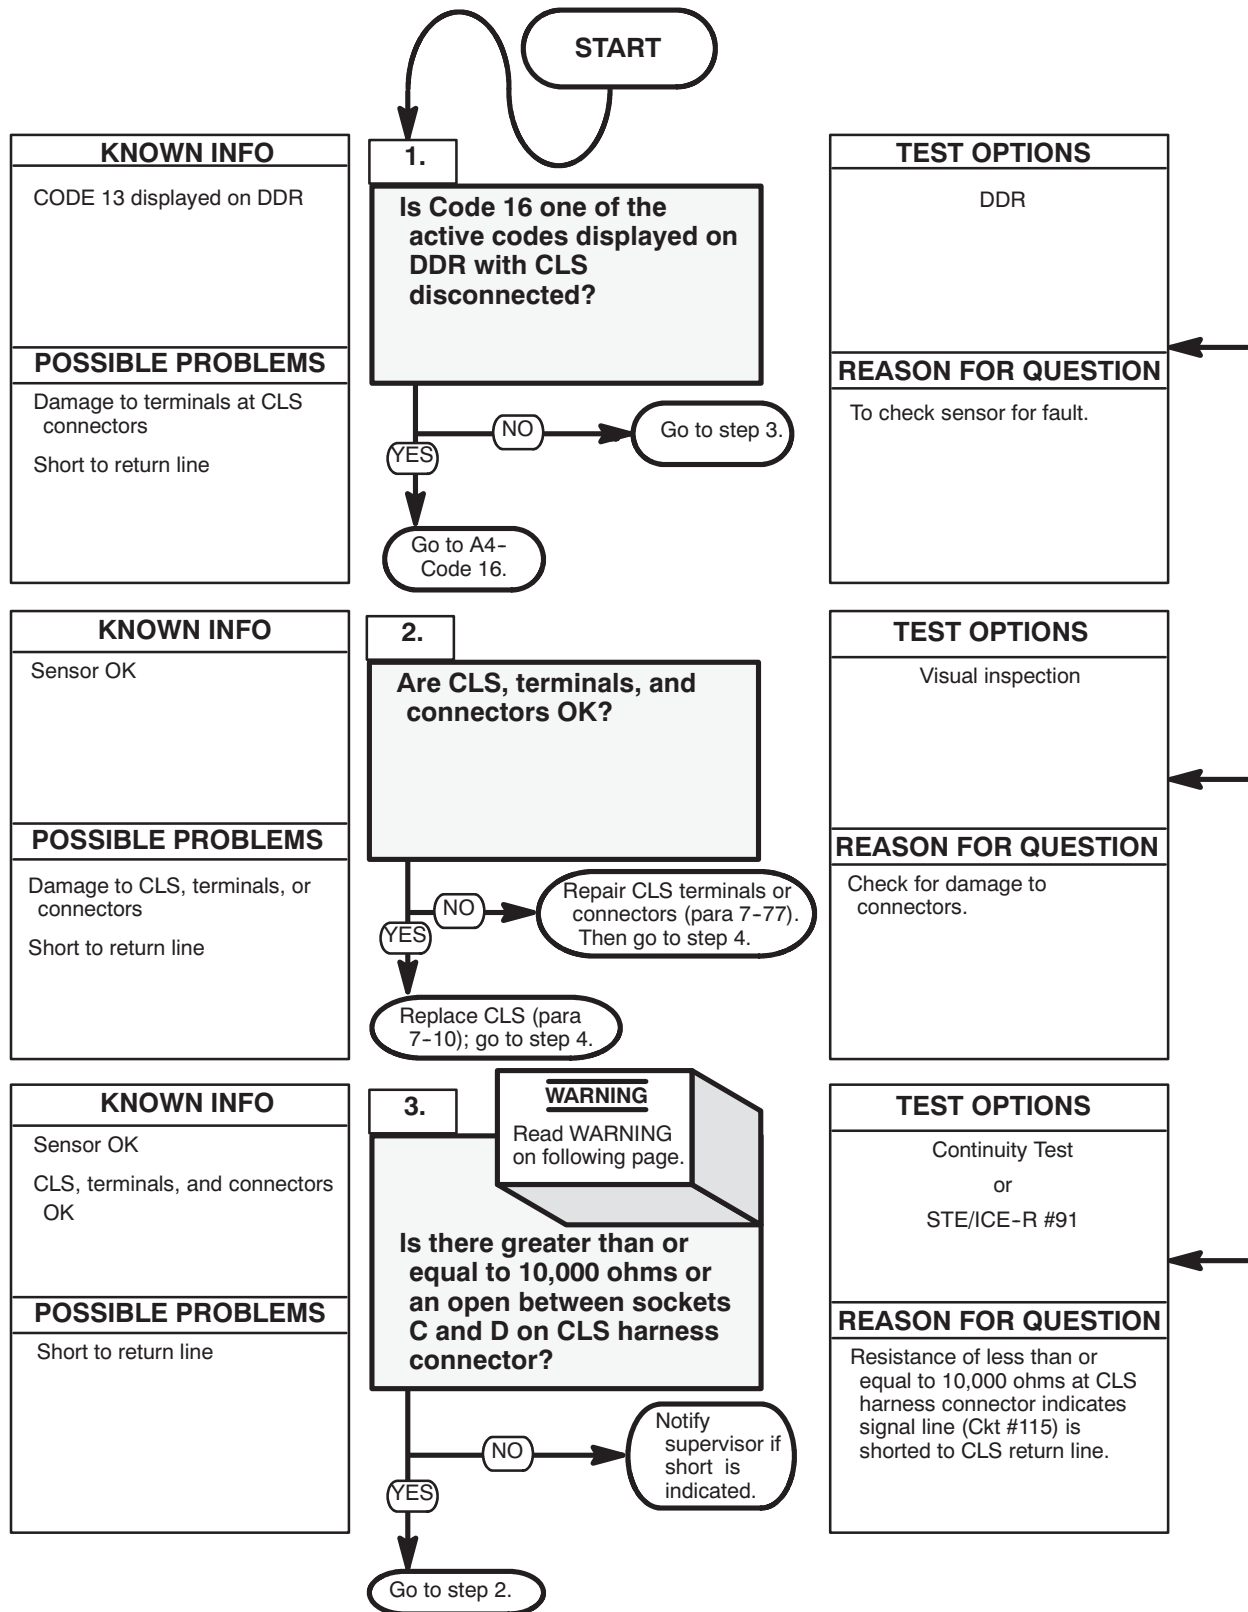 START
KNOWN INFO
CODE 13 displayed on DDR
POSSIBLE PROBLEMS
Damage to terminals at CLS
connectors
Short to return line
1.
Is Code 16 one of the
active codes displayed on
DDR with CLS
disconnected?
NO
Go to step 3.
YES
Go to A4-
Code 16.
TEST OPTIONS
DDR
REASON FOR QUESTION
To check sensor for fault.
KNOWN INFO
Sensor OK
POSSIBLE PROBLEMS
Damage to CLS, terminals, or
connectors
Short to return line
2.
Are CLS, terminals, and
connectors OK?
NO
Repair CLS terminals or
connectors (para 7-77).
Then go to step 4.
YES
Replace CLS (para
7-10); go to step 4.
TEST OPTIONS
Visual inspection
REASON FOR QUESTION
Check for damage to
connectors.
KNOWN INFO
Sensor OK
CLS, terminals, and connectors
OK
POSSIBLE PROBLEMS
Short to return line
3.
WARNING
Read WARNING
on following page.
Is there greater than or
equal to 10,000 ohms or
an open between sockets
C and D on CLS harness
connector?
NO
Notify
supervisor if
short is
indicated.
YES
Go to step 2.
TEST OPTIONS
Continuity Test
or
STE/ICE-R #91
REASON FOR QUESTION
Resistance of less than or
equal to 10,000 ohms at CLS
harness connector indicates
signal line (Ckt #115) is
shorted to CLS return line.